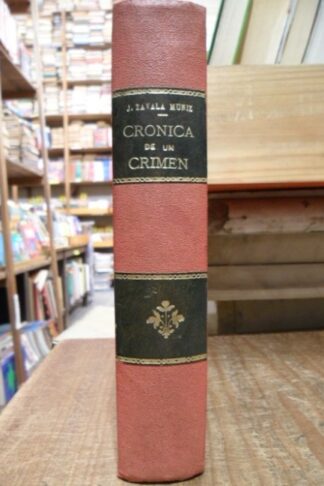 J. ZAVALA MUNIZ
CRONICA
DE UN
CRIMEN